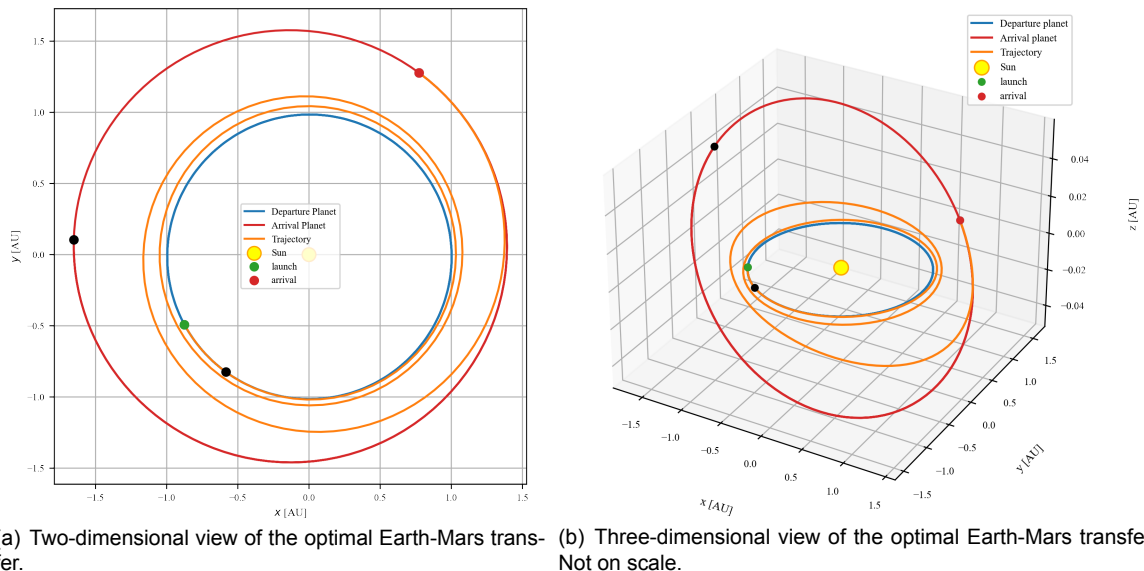 1.5
1.0
0.5
0.0
−0.5
−1.0
−1.5
y [AU]
−1.5
−1.0
−0.5
0.0
0.5
1.0
1.5
x [AU]
Departure Planet
Arrival Planet
Trajectory
Sun
launch
arrival
Departure planet
Arrival planet
Trajectory
Sun
launch
arrival
0.04
0.02
0.00
−0.02
−0.04
z [AU]
1.5
1.0
0.5
0.0
−0.5
−1.0
−1.5
y [AU]
−1.5
−1.0
−0.5
0.0
0.5
1.0
1.5
x [AU]
a) Two-dimensional view of the optimal Earth-Mars trans-
fer.
(b) Three-dimensional view of the optimal Earth-Mars transfe
Not on scale.